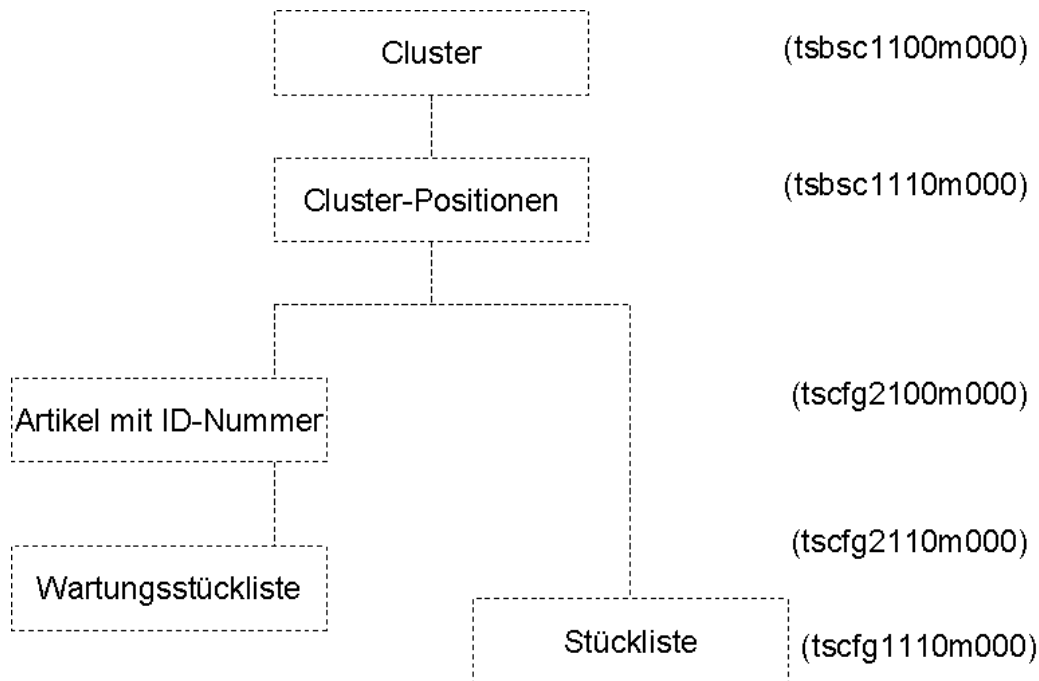 Cluster (tsbsc1100m000)
Cluster-Positionen (tsbsc1110m000)
Artikel mit ID-Nummer (tscfg2100m000)
(tscfg2110m000)
Wartungsstückliste
Stückliste (tscfg1110m000)